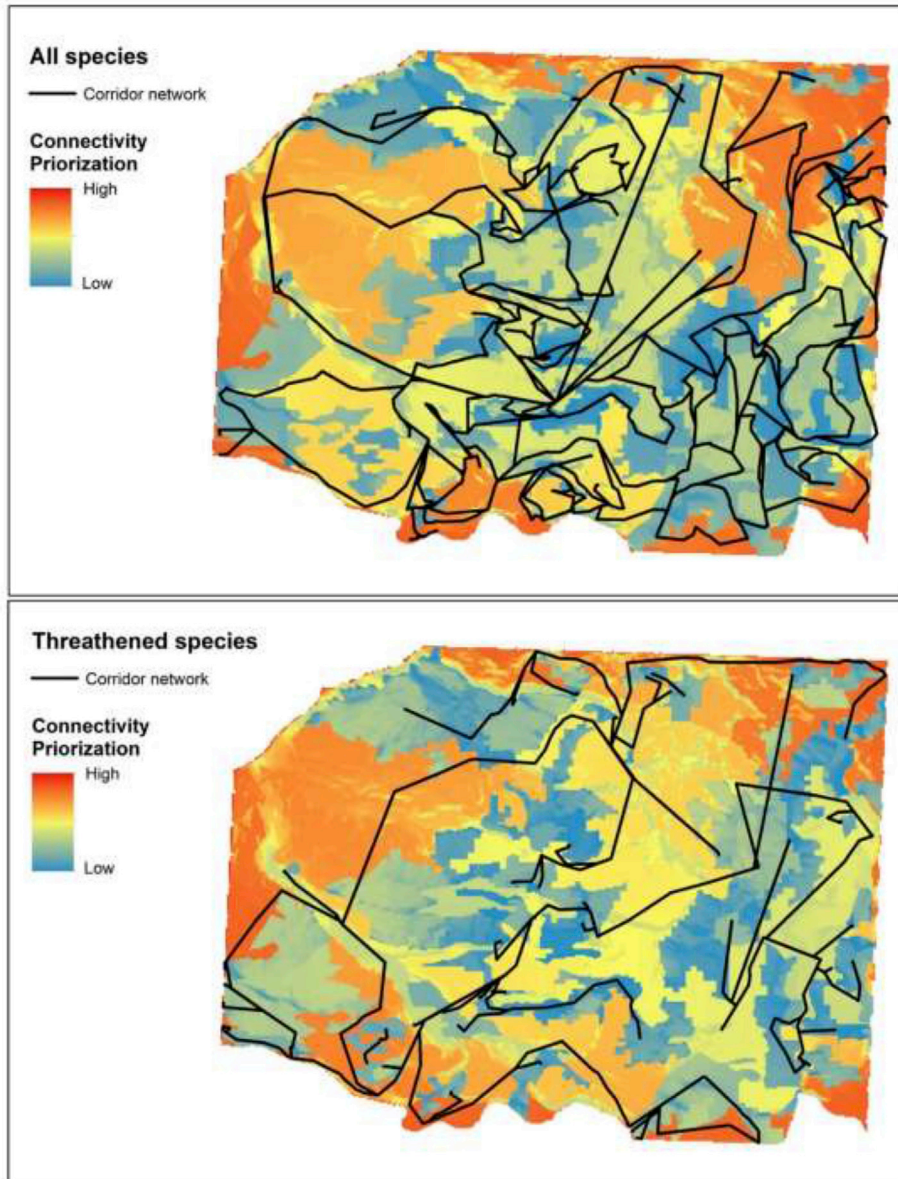 All species
Corridor network
Connectivity
Priorization
High
Low
Threathened species
Corridor network
Connectivity
Priorization
High
Low